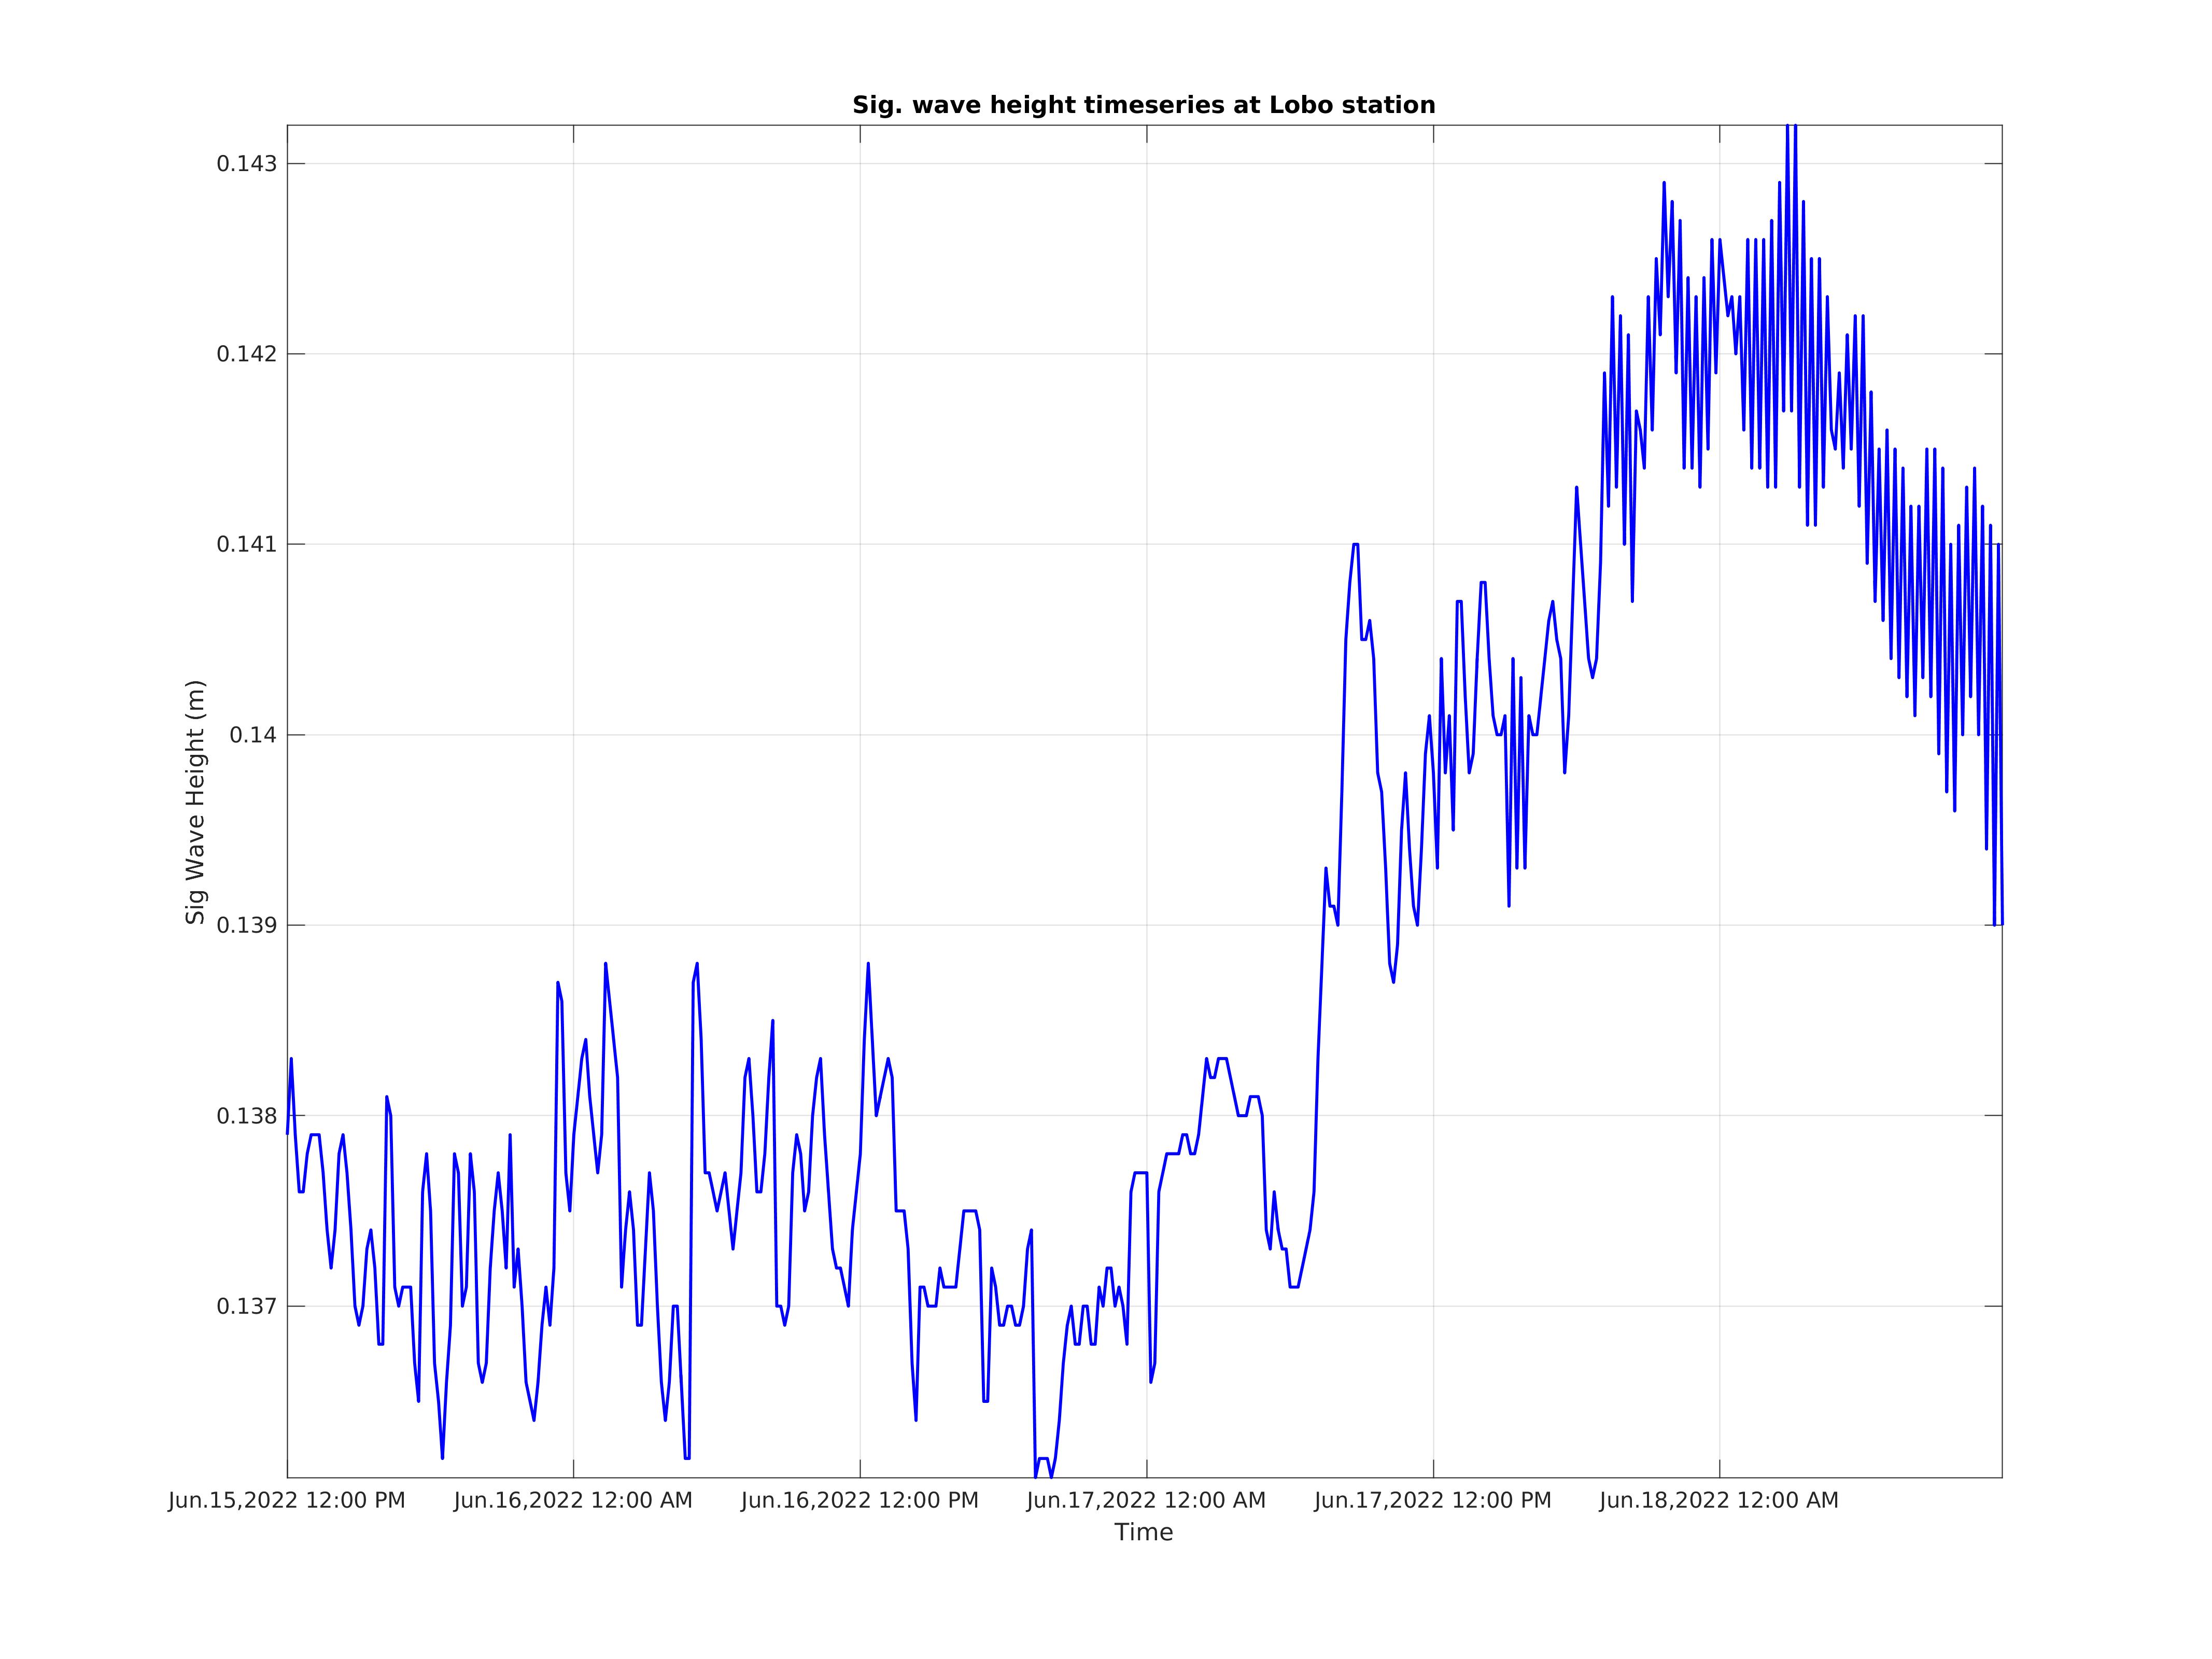 Sig. wave height timeseries at Lobo station
0.143
0.142
0.141
0.14
0.139
0.138
0.137
Sig Wave Height (m)
Jun.15,2022 12:00 PM
Jun.16,2022 12:00 AM
Jun.16,2022 12:00 PM
Jun.17,2022 12:00 AM
Jun.17,2022 12:00 PM
Jun.18,2022 12:00 AM
Time